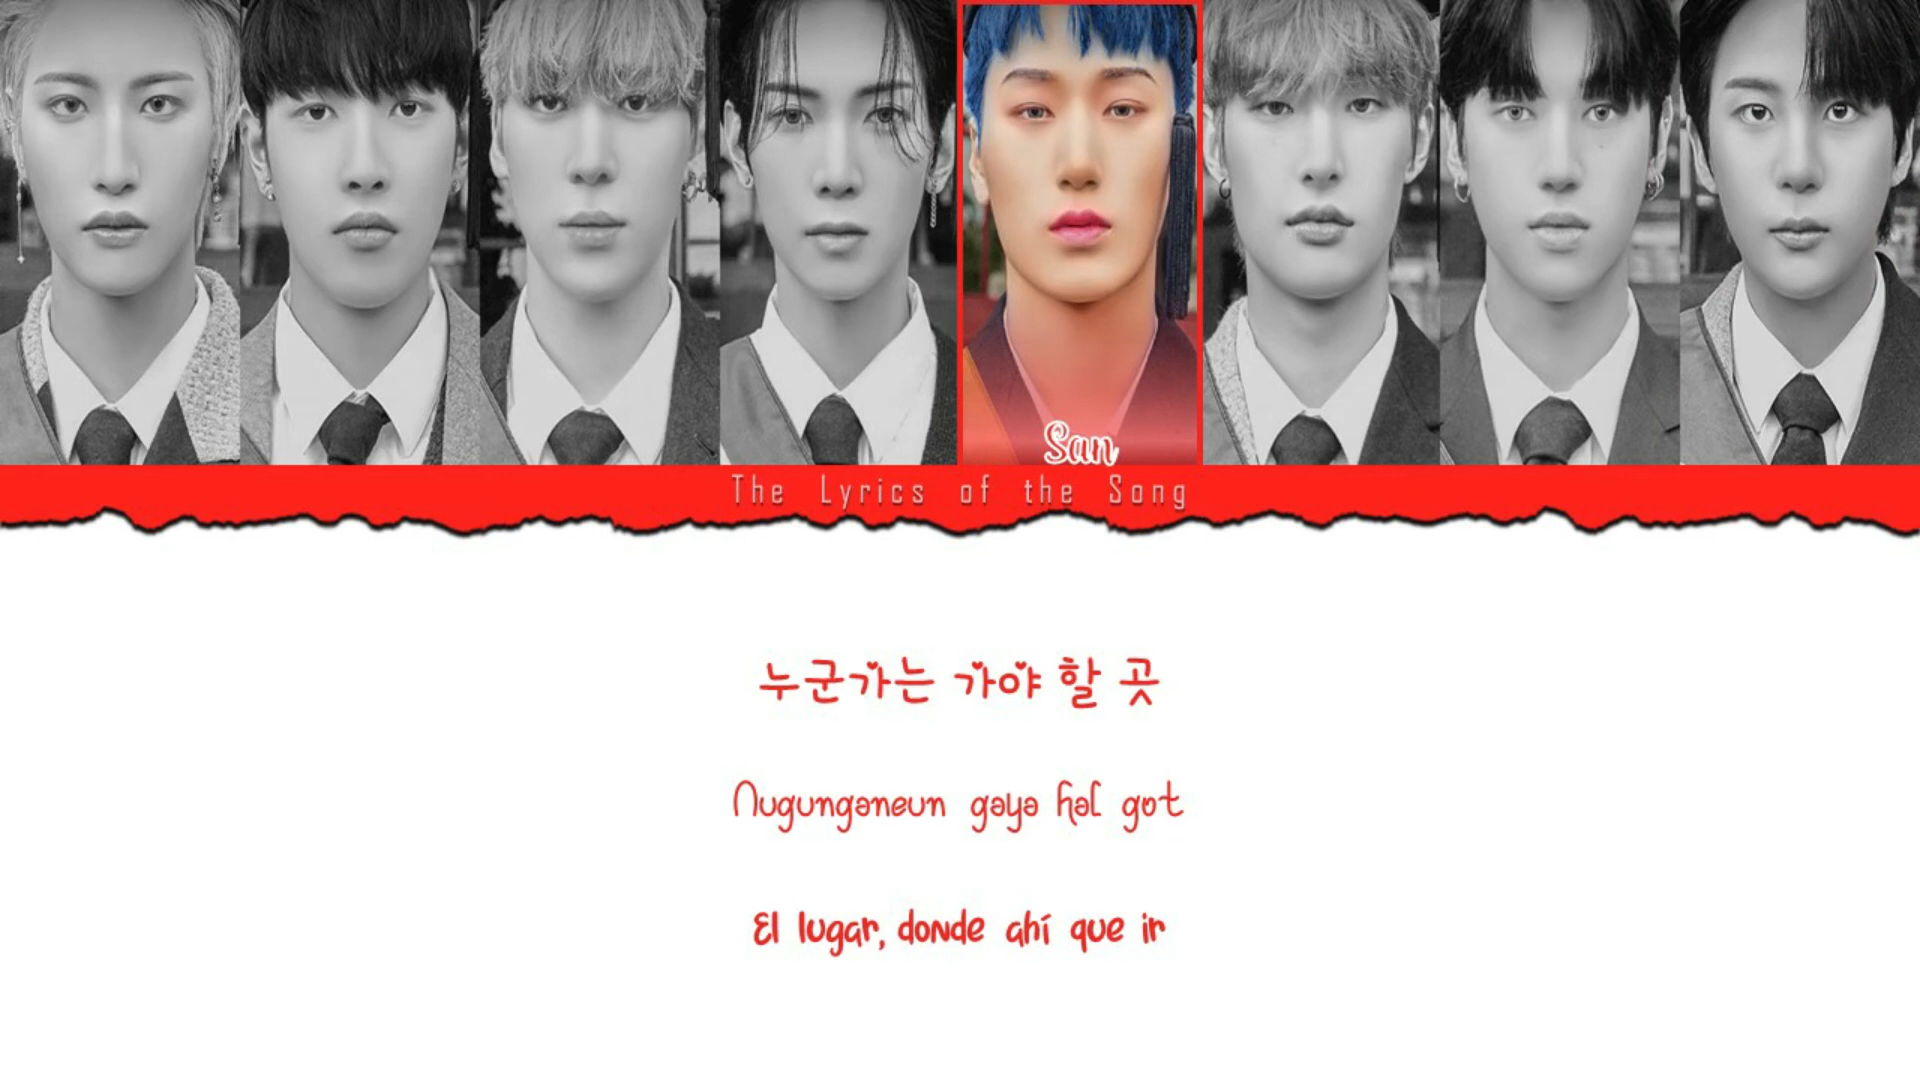 San
The Lyrics of the Song
누군가는 가야 할 곳
Nugunganeun gaya hal got
El lugar, donde ahí que ir